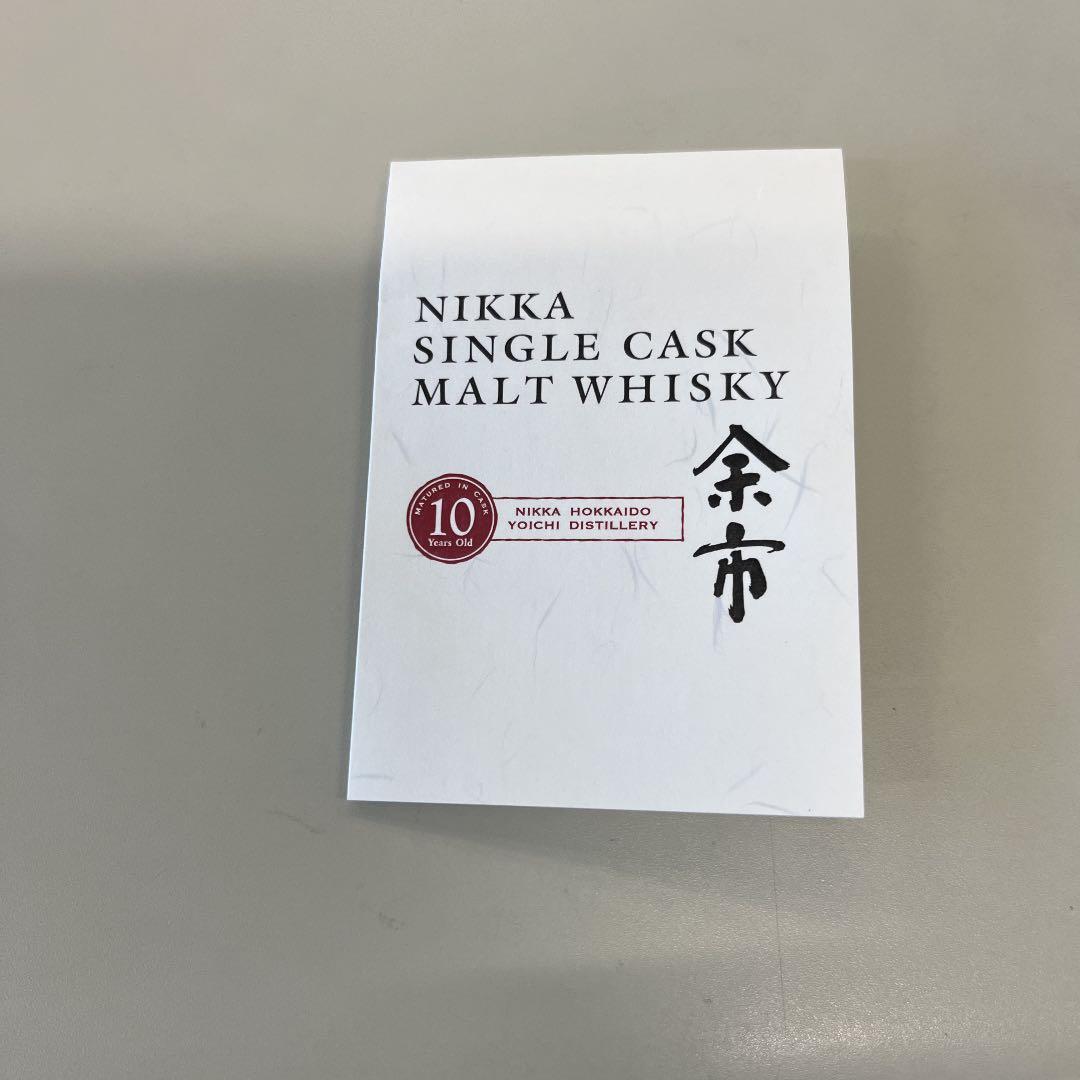 NIKKA
SINGLE CASK
MALT WHISKY
余市
MATURED IN CASK
10
Years Old
NIKKA HOKKAIDO
YOICHI DISTILLERY